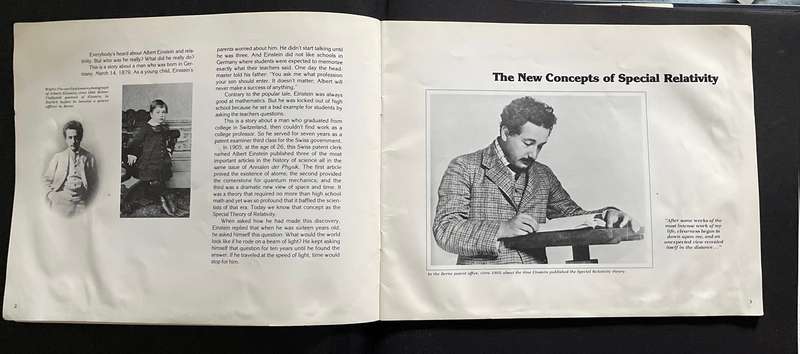 Everybody's heard about Albert Einstein and rela-
tivity. But who was he really? What did he really do?
This is a story about a man who was born in Ger-
many, March 14, 1879. As a young child, Einstein's
parents worried about him. He didn't start talking until
he was three. And Einstein did not like schools in
Germany where students were expected to memorize
exactly what their teachers said. One day the head-
master told his father: "You ask me what profession
your son should enter. It doesn't matter; Albert will
never make a success of anything."
Contrary to the popular tale, Einstein was always
good at mathematics. But he was kicked out of high
school because he set a bad example for students by
asking the teachers questions.
This is a story about a man who graduated from
college in Switzerland, then couldn't find work as a
college professor. So he served for seven years as a
patent examiner third class for the Swiss government.
In 1905, at the age of 26, this Swiss patent clerk
named Albert Einstein published three of the most
important articles in the history of science all in the
same issue of Annalen der Physik. The first article
proved the existence of atoms, the second provided
the cornerstone for quantum mechanics; and the
third was a dramatic new view of space and time. It
was a theory that required no more than high school
math and yet was so profound that it baffled the scien-
tists of that era. Today we know that concept as the
Special Theory of Relativity.
When asked how he had made this discovery,
Einstein replied that when he was sixteen years old,
he asked himself this question: What would the world
look like if he rode on a beam of light? He kept asking
himself that question for ten years until he found the
answer. If he traveled at the speed of light, time would
stop for him.
2
The New Concepts of Special Relativity
"After some weeks of the
most intense work of my
life, clearness began to
dawn upon me, and an
unexpected view revealed
itself in the distance ..."
In the Berne patent office, circa 1905, about the time Einstein published the Special Relativity theory.
3